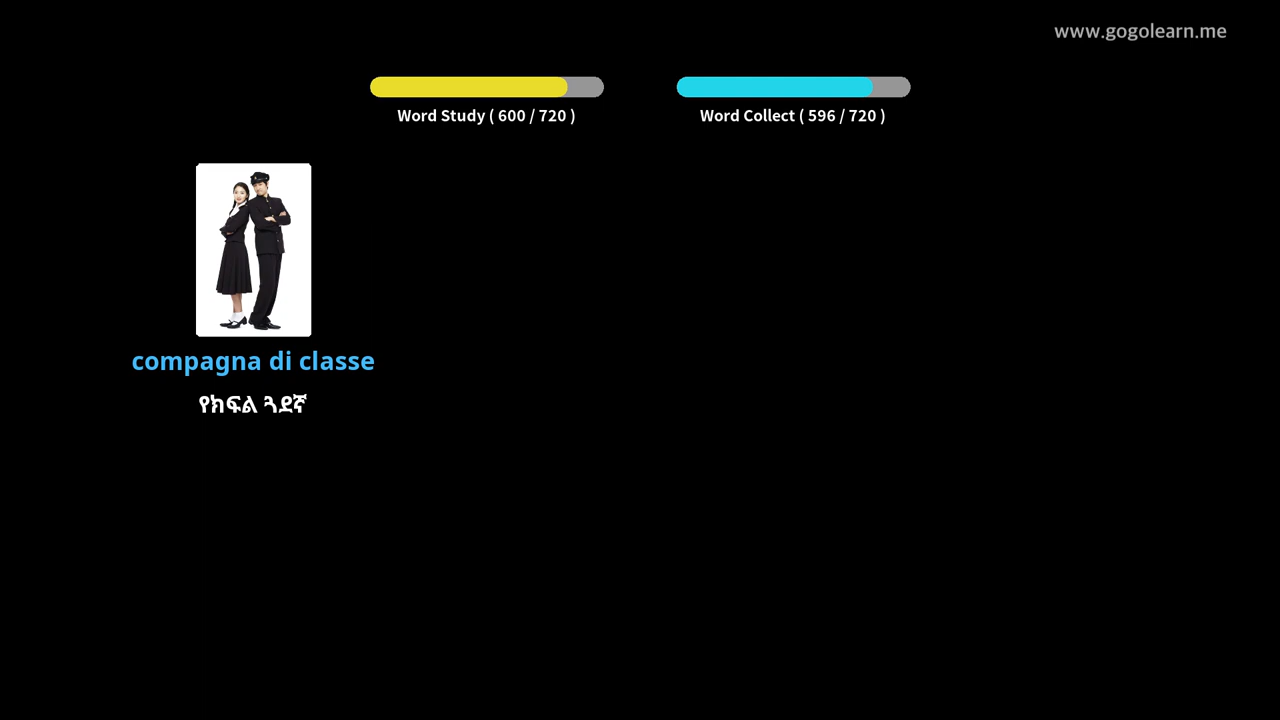 www.gogolearn.me
Word Study ( 600 / 720 )
Word Collect ( 596 / 720 )
compagna di classe
የክፍል ጓደኛ